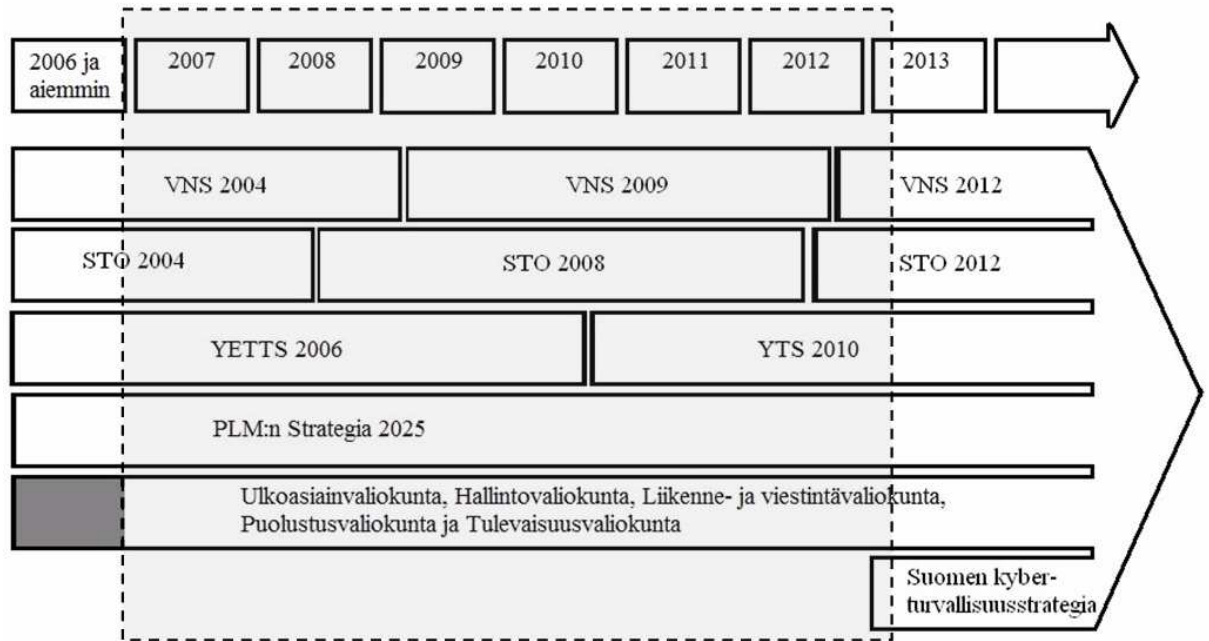 2006 ja
aiemmin
2007
2008
2009
2010
2011
2012
2013
VNS 2004
VNS 2009
VNS 2012
STO 2004
STO 2008
STO 2012
YETTS 2006
YTS 2010
PLM:n Strategia 2025
Ulkoasiainvaliokunta, Hallintovaliokunta, Liikenne- ja viestintävaliokunta,
Puolustusvaliokunta ja Tulevaisuusvaliokunta
Suomen kyber-
turvallisuusstrategia